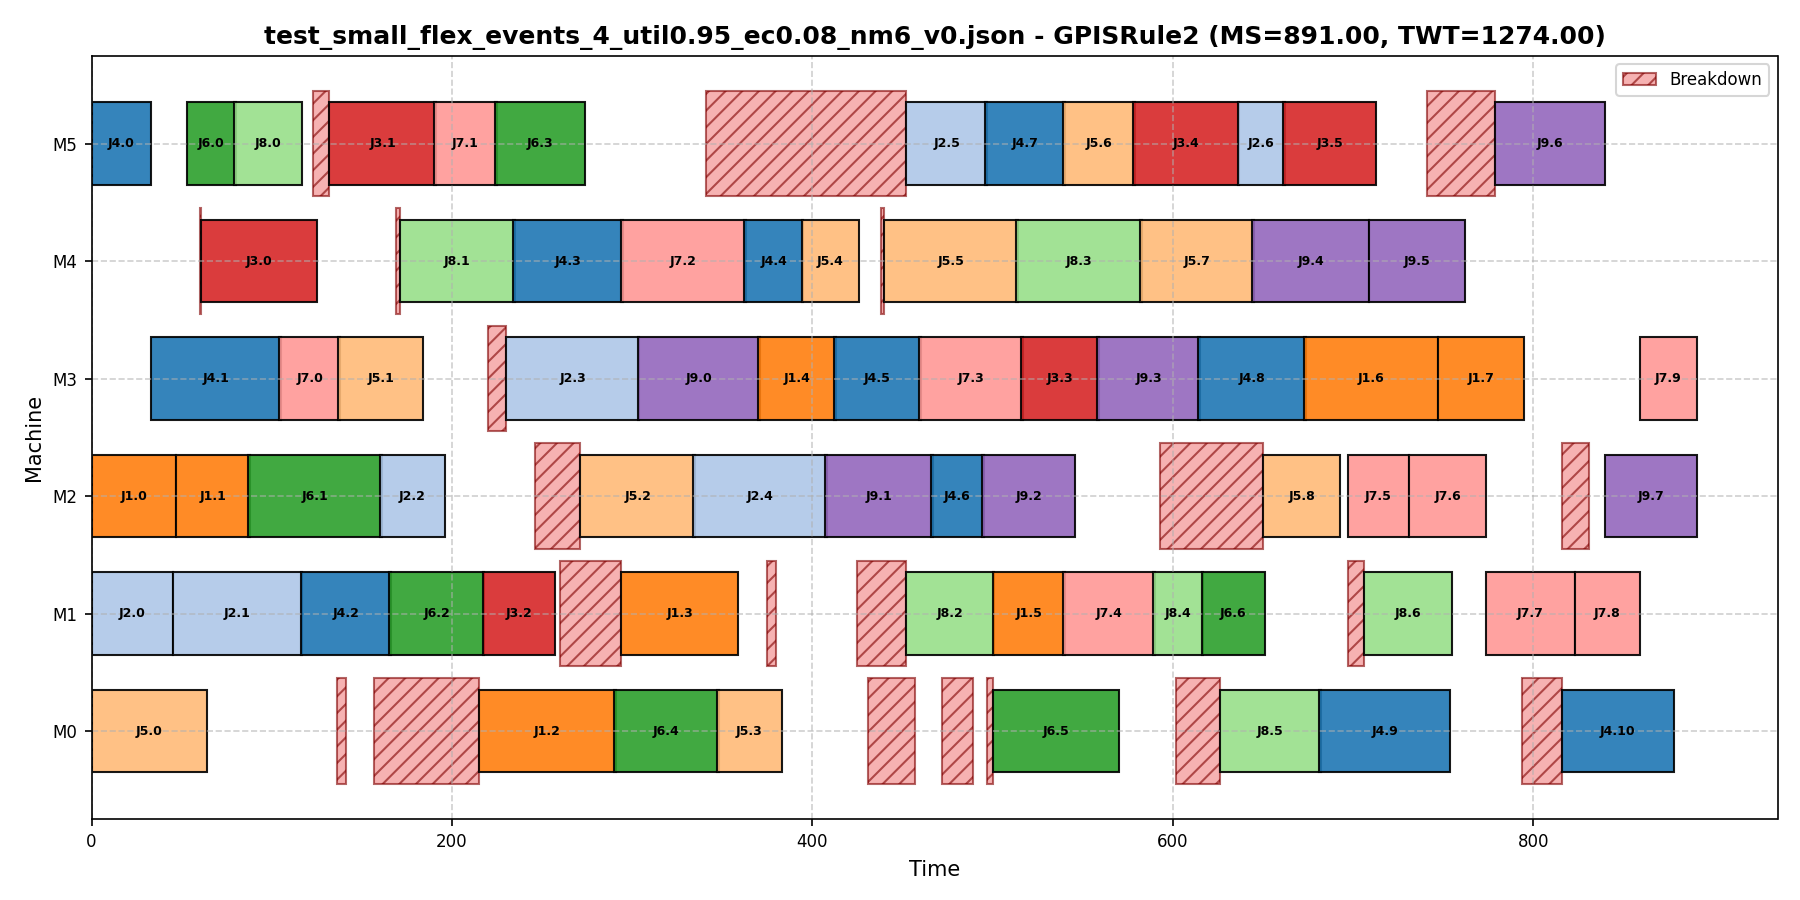 test_small_flex_events_4_util0.95_ec0.08_nm6_v0.json - GPISRule2 (MS=891.00, TWT=1274.00)
Breakdown
M5
J4.0 J6.0 J8.0 J3.1 J7.1 J6.3 J2.5 J4.7 J5.6 J3.4 J2.6 J3.5 J9.6
M4
J3.0 J8.1 J4.3 J7.2 J4.4 J5.4 J5.5 J8.3 J5.7 J9.4 J9.5
M3
J4.1 J7.0 J5.1 J2.3 J9.0 J1.4 J4.5 J7.3 J3.3 J9.3 J4.8 J1.6 J1.7 J7.9
M2
J1.0 J1.1 J6.1 J2.2 J5.2 J2.4 J9.1 J4.6 J9.2 J5.8 J7.5 J7.6 J9.7
M1
J2.0 J2.1 J4.2 J6.2 J3.2 J1.3 J8.2 J1.5 J7.4 J8.4 J6.6 J8.6 J7.7 J7.8
M0
J5.0 J1.2 J6.4 J5.3 J6.5 J8.5 J4.9 J4.10
Machine
0 200 400 600 800
Time